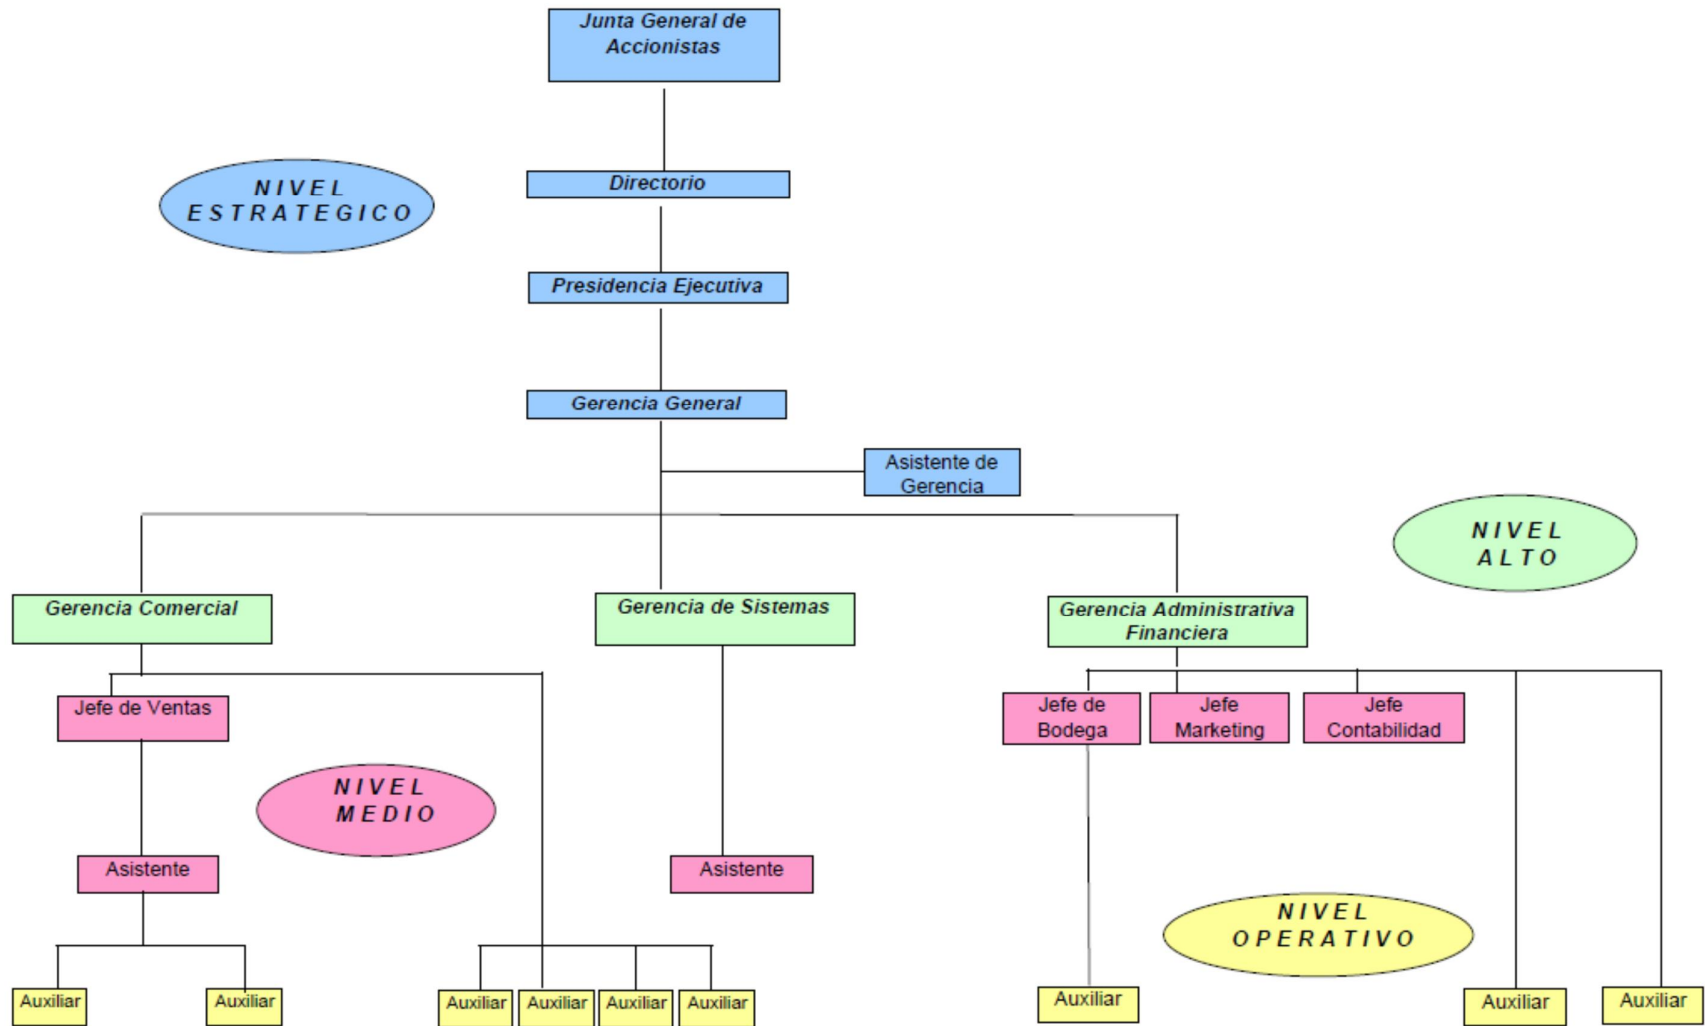 Junta General de
Accionistas
NIVEL
ESTRATEGICO
Directorio
Presidencia Ejecutiva
Gerencia General
Asistente de
Gerencia
NIVEL
ALTO
Gerencia Comercial
Gerencia de Sistemas
Gerencia Administrativa
Financiera
Jefe de Ventas
Jefe de
Bodega
Jefe
Marketing
Jefe
Contabilidad
NIVEL
MEDIO
Asistente
Asistente
NIVEL
OPERATIVO
Auxiliar
Auxiliar
Auxiliar
Auxiliar
Auxiliar
Auxiliar
Auxiliar
Auxiliar
Auxiliar